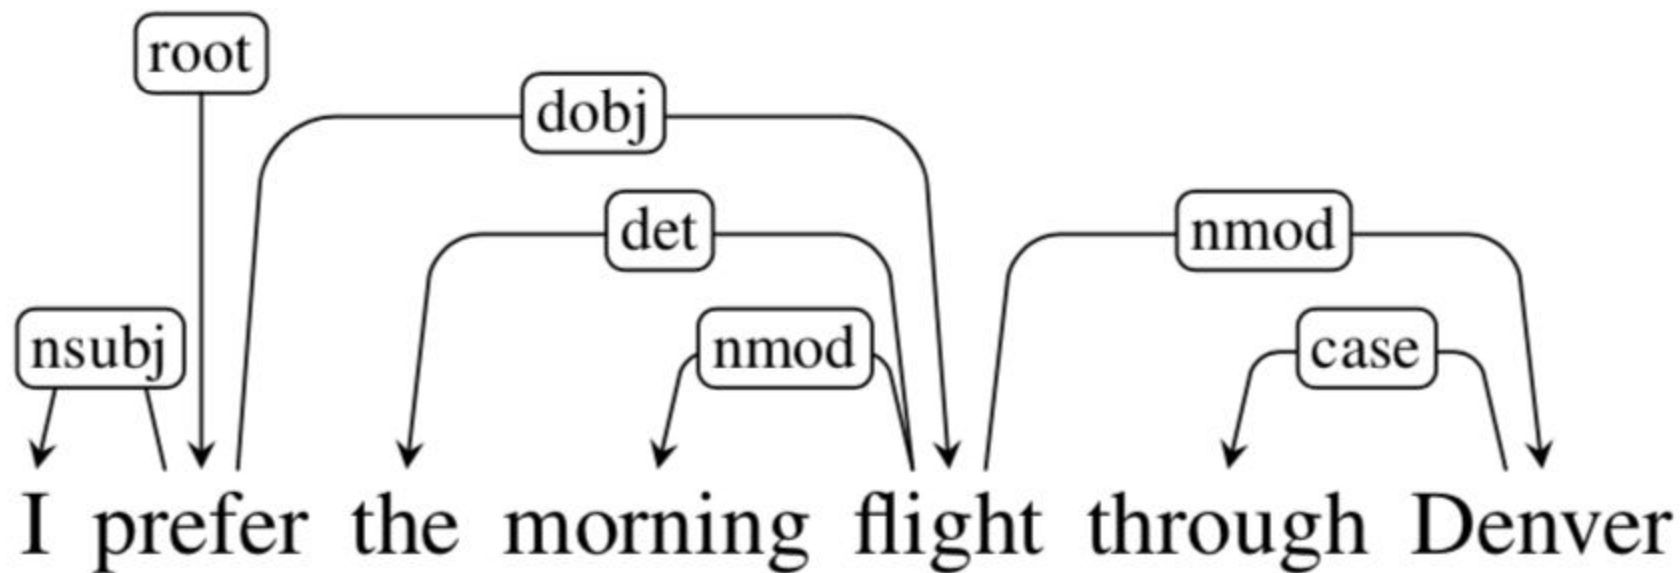 root
dobj
det nmod
nsubj nmod case
I prefer the morning flight through Denver